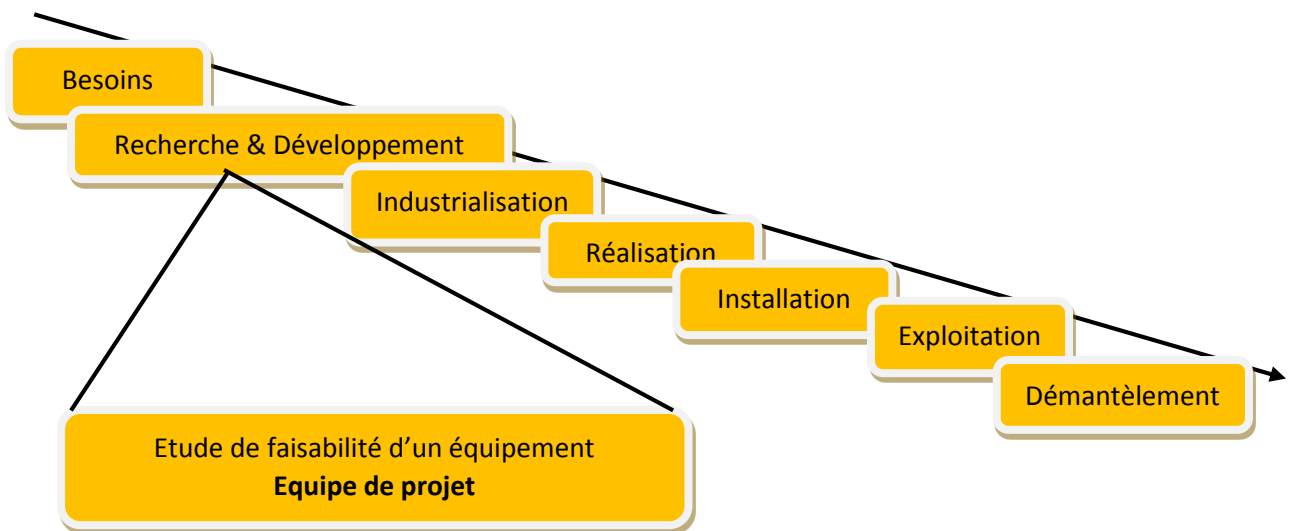 Besoins
Recherche & Développement
Industrialisation
Réalisation
Installation
Exploitation
Démantèlement
Etude de faisabilité d’un équipement
Equipe de projet